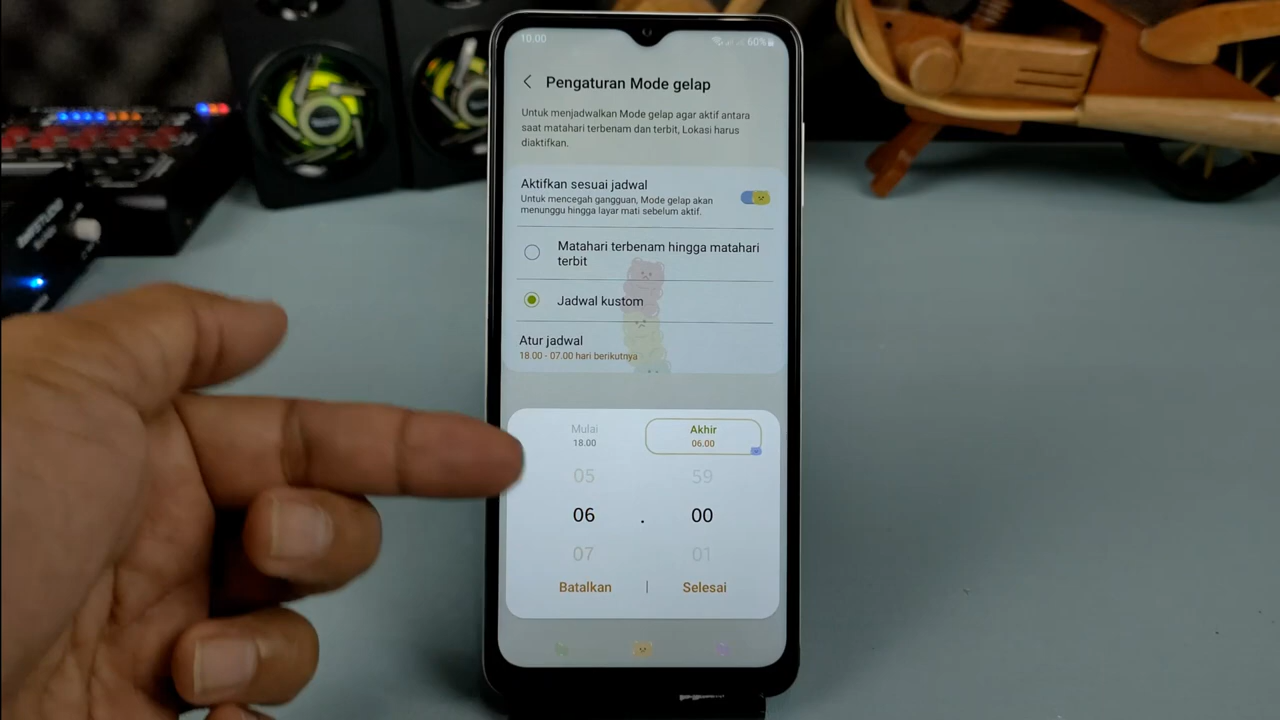 10.00
60%
Pengaturan Mode gelap
Untuk menjadwalkan Mode gelap agar aktif antara
saat matahari terbenam dan terbit, Lokasi harus
diaktifkan.
Aktifkan sesuai jadwal
Untuk mencegah gangguan, Mode gelap akan
menunggu hingga layar mati sebelum aktif.
Matahari terbenam hingga matahari
terbit
Jadwal kustom
Atur jadwal
18.00 - 07.00 hari berikutnya
Mulai
18.00
Akhir
06.00
05 59
06 . 00
07 01
Batalkan | Selesai